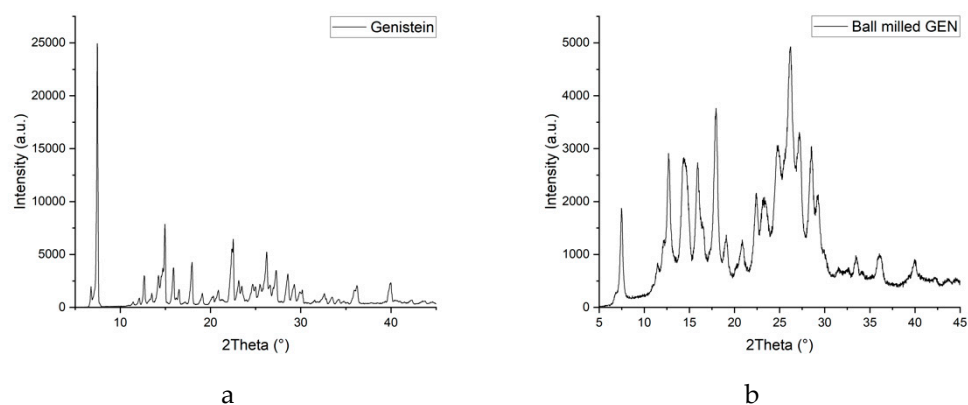 Genistein
25000
20000
15000
10000
5000
0
Intensity (a.u.)
10 20 30 40
2Theta (°)
a
Ball milled GEN
5000
4000
3000
2000
1000
0
Intensity (a.u.)
5 10 15 20 25 30 35 40 45
2Theta (°)
b